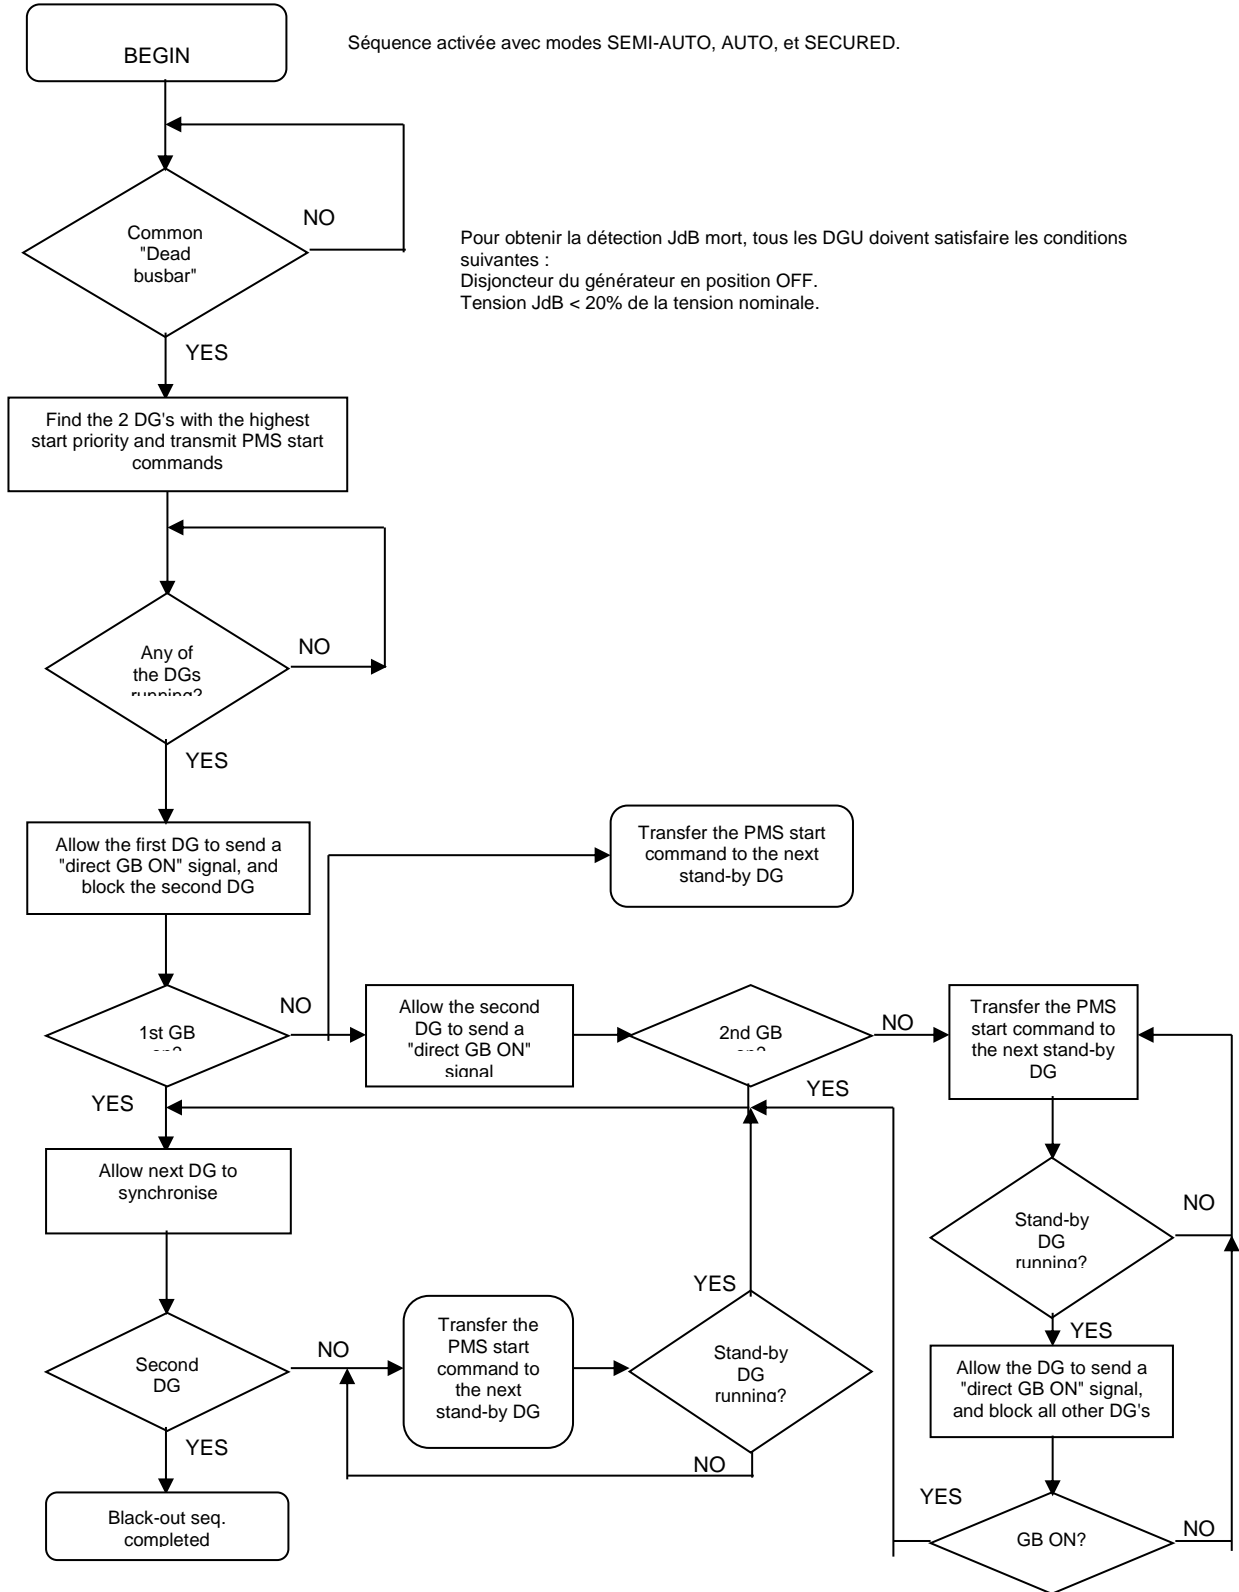 BEGIN
Séquence activée avec modes SEMI-AUTO, AUTO, et SECURED.
NO
Common
"Dead
busbar"
Pour obtenir la détection JdB mort, tous les DGU doivent satisfaire les conditions
suivantes :
Disjoncteur du générateur en position OFF.
Tension JdB < 20% de la tension nominale.
YES
Find the 2 DG's with the highest
start priority and transmit PMS start
commands
NO
Any of
the DGs
running?
YES
Allow the first DG to send a
"direct GB ON" signal, and
block the second DG
Transfer the PMS start
command to the next
stand-by DG
1st GB
on?
NO
Allow the second
DG to send a
"direct GB ON"
signal
2nd GB
on?
NO
Transfer the PMS
start command to
the next stand-by
DG
YES
YES
Allow next DG to
synchronise
Stand-by
DG
running?
NO
YES
Second
DG
NO
Transfer the
PMS start
command to
the next
stand-by DG
Stand-by
DG
running?
YES
NO
YES
Allow the DG to send a
"direct GB ON" signal,
and block all other DG's
Black-out seq.
completed
YES
GB ON?
NO